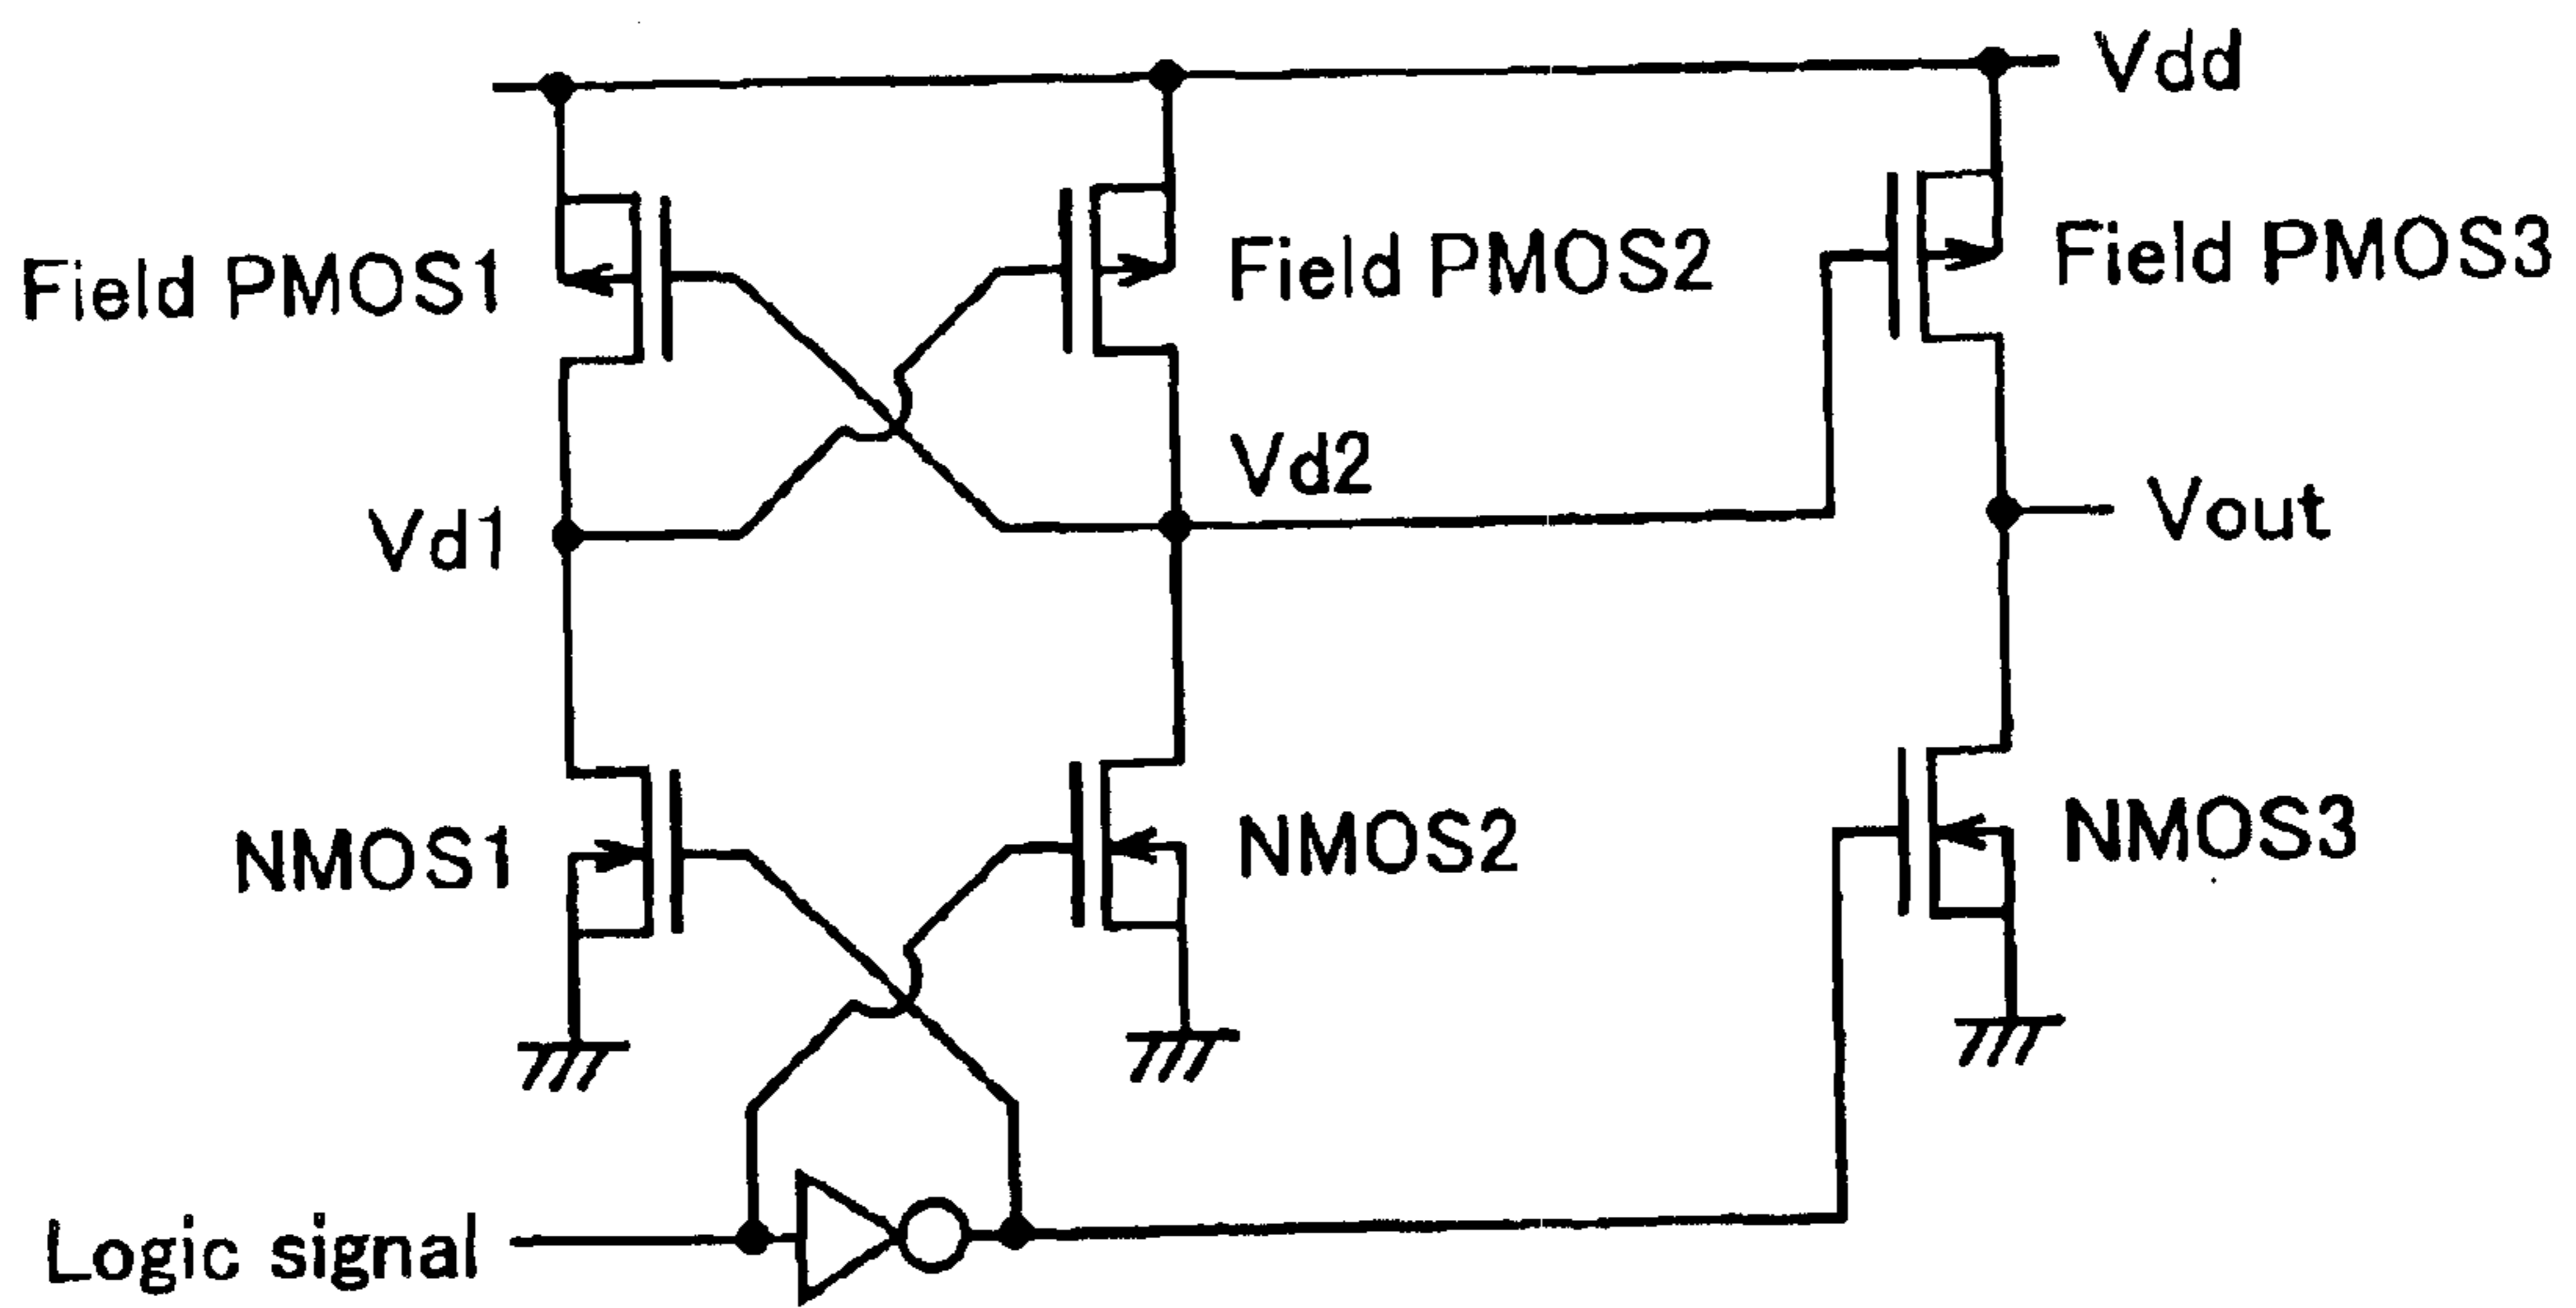 Vdd
Field PMOS1
Field PMOS2
Field PMOS3
Vd1
Vd2
Vout
NMOS1
NMOS2
NMOS3
Logic signal